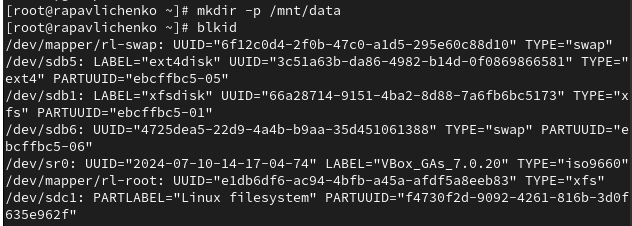 [root@rapavlichenko ~]# mkdir -p /mnt/data
[root@rapavlichenko ~]# blkid
/dev/mapper/rl-swap: UUID="6f12c0d4-2f0b-47c0-a1d5-295e60c88d10" TYPE="swap"
/dev/sdb5: LABEL="ext4disk" UUID="3c51a63b-da86-4982-b14d-0f0869866581" TYPE="
ext4" PARTUUID="ebcffbc5-05"
/dev/sdb1: LABEL="xfsdisk" UUID="66a28714-9151-4ba2-8d88-7a6fb6bc5173" TYPE="x
fs" PARTUUID="ebcffbc5-01"
/dev/sdb6: UUID="4725dea5-22d9-4a4b-b9aa-35d451061388" TYPE="swap" PARTUUID="e
bcffbc5-06"
/dev/sr0: UUID="2024-07-10-14-17-04-74" LABEL="VBox_GAs_7.0.20" TYPE="iso9660"
/dev/mapper/rl-root: UUID="e1db6df6-ac94-4bfb-a45a-afdf5a8eeb83" TYPE="xfs"
/dev/sdc1: PARTLABEL="Linux filesystem" PARTUUID="f4730f2d-9092-4261-816b-3d0f
635e962f"